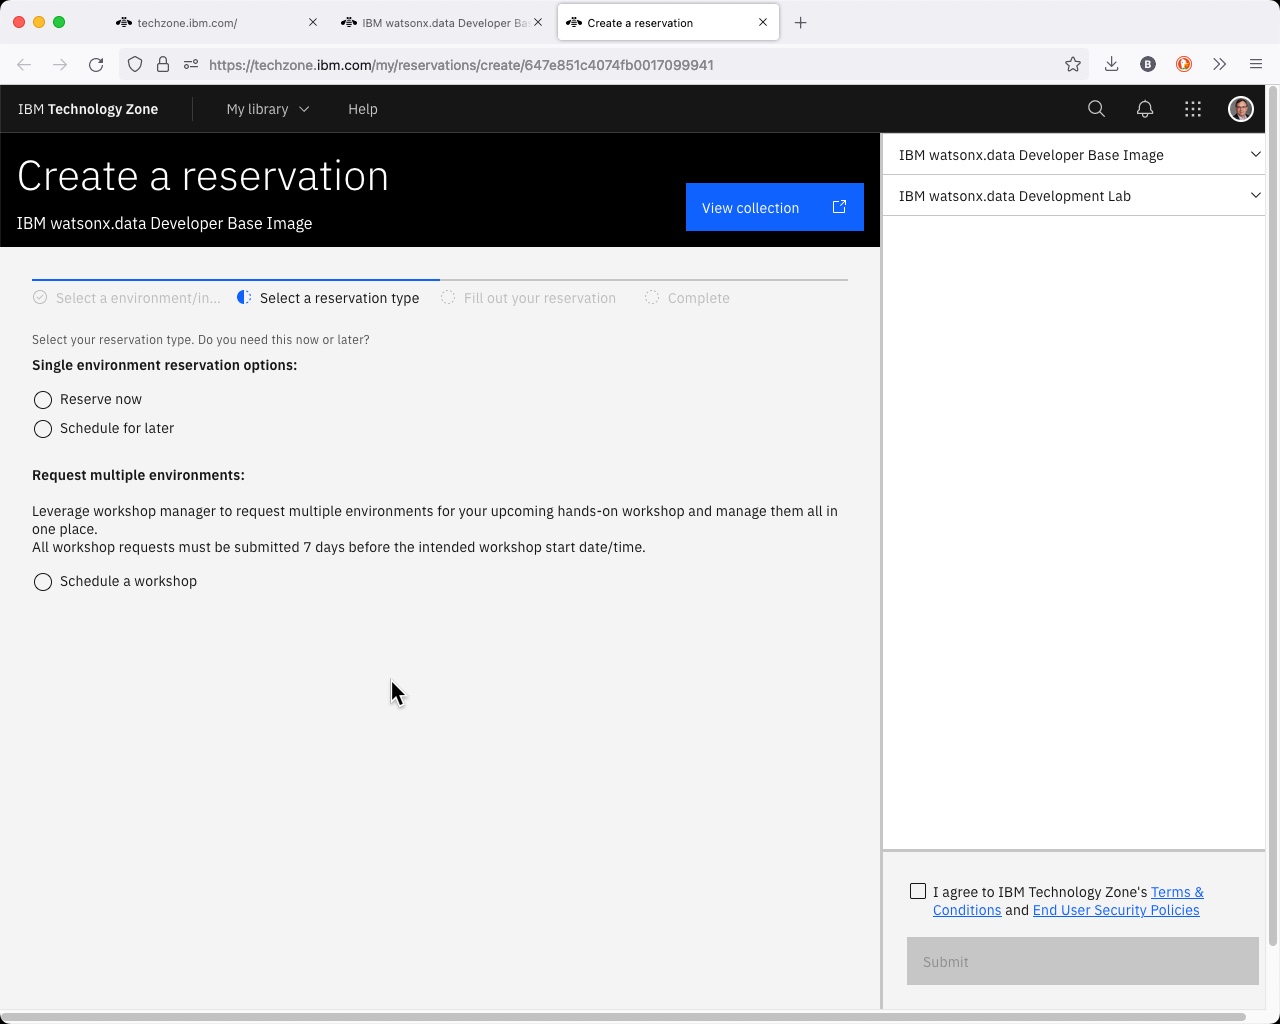 techzone.ibm.com/
IBM watsonx.data Developer Bas
Create a reservation
https://techzone.ibm.com/my/reservations/create/647e851c4074fb0017099941
B
IBM Technology Zone
My library
Help
Create a reservation
IBM watsonx.data Developer Base Image
View collection
Select a environment/in...
Select a reservation type
Fill out your reservation
Complete
Select your reservation type. Do you need this now or later?
Single environment reservation options:
Reserve now
Schedule for later
Request multiple environments:
Leverage workshop manager to request multiple environments for your upcoming hands-on workshop and manage them all in
one place.
All workshop requests must be submitted 7 days before the intended workshop start date/time.
Schedule a workshop
IBM watsonx.data Developer Base Image
IBM watsonx.data Development Lab
I agree to IBM Technology Zone's Terms &
Conditions and End User Security Policies
Submit